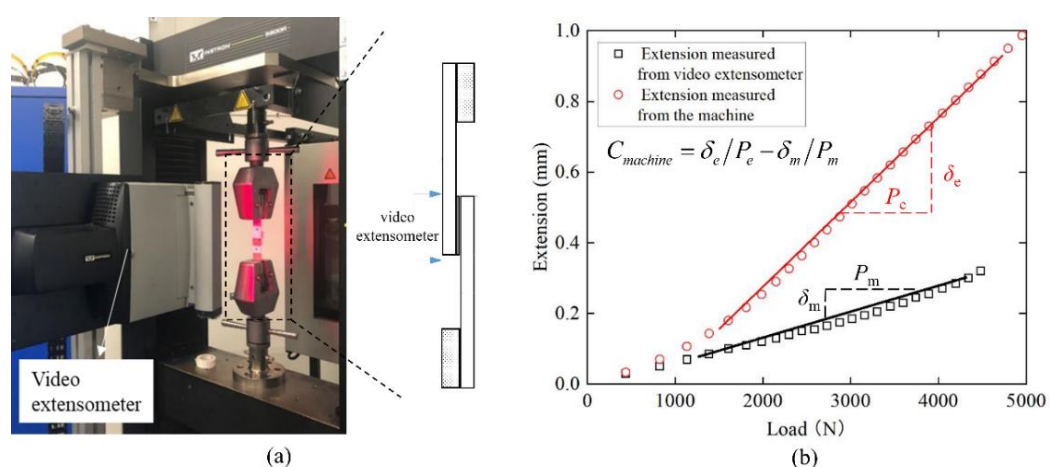 INSTRON 5900R
video
extensometer
Video
extensometer
(a)
Extension (mm)
1.0
0.8
0.6
0.4
0.2
0.0
Extension measured
from video extensometer
Extension measured
from the machine
C_machine = δ_e/P_e − δ_m/P_m
δ_e
P_e
P_m
δ_m
0
1000
2000
3000
4000
5000
Load (N)
(b)